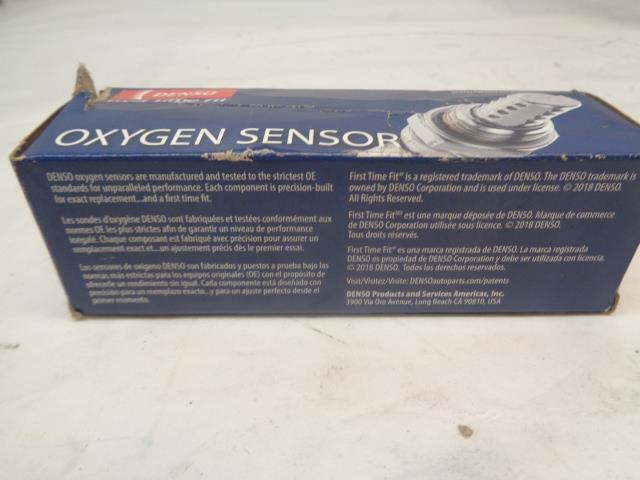 DENSO
OXYGEN SENSOR
DENSO oxygen sensors are manufactured and tested to the strictest OE
standards for unparalleled performance. Each component is precision-built
for exact replacement...and a first time fit.
Les sondes d'oxygène DENSO sont fabriquées et testées conformément aux
normes OE les plus strictes afin de garantir un niveau de performance
inégalé. Chaque composant est fabriqué avec précision pour assurer un
remplacement exact et...un ajustement précis dès le premier essai.
Los sensores de oxígeno DENSO son fabricados y puestos a prueba bajo las
normas más estrictas para los equipos originales (OE) con el propósito de
ofrecerle un rendimiento sin igual. Cada componente está diseñado con
precisión para un reemplazo exacto...y para un ajuste perfecto desde el
primer momento.
First Time Fit® is a registered trademark of DENSO. The DENSO trademark is
owned by DENSO Corporation and is used under license. © 2018 DENSO.
All Rights Reserved.
First Time Fit MD est une marque déposée de DENSO. Marque de commerce
de DENSO Corporation utilisée sous licence. © 2018 DENSO.
Tous droits réservés.
First Time Fit® es una marca registrada de DENSO. La marca registrada
DENSO es propiedad de DENSO Corporation y debe ser utilizada con licencia.
© 2018 DENSO. Todos los derechos reservados.
Visit/Visitez/Visite: DENSOautoparts.com/patents
DENSO Products and Services Americas, Inc.
3900 Via Oro Avenue, Long Beach CA 90810, USA